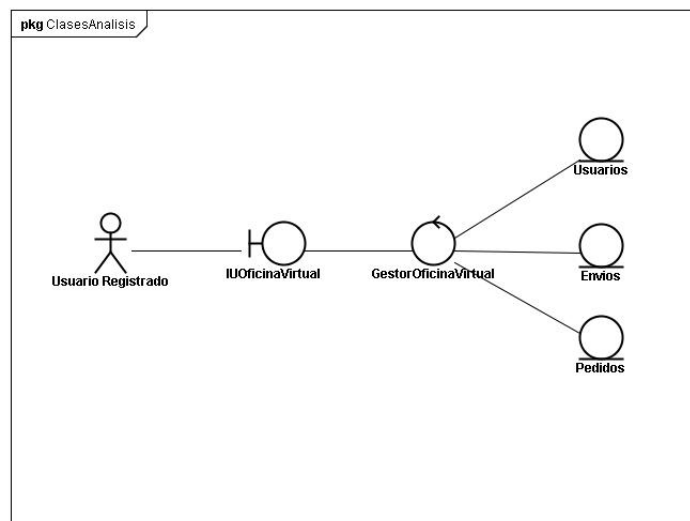 pkg ClasesAnalisis
Usuarios
Usuario Registrado
IUOficinaVirtual
GestorOficinaVirtual
Envios
Pedidos